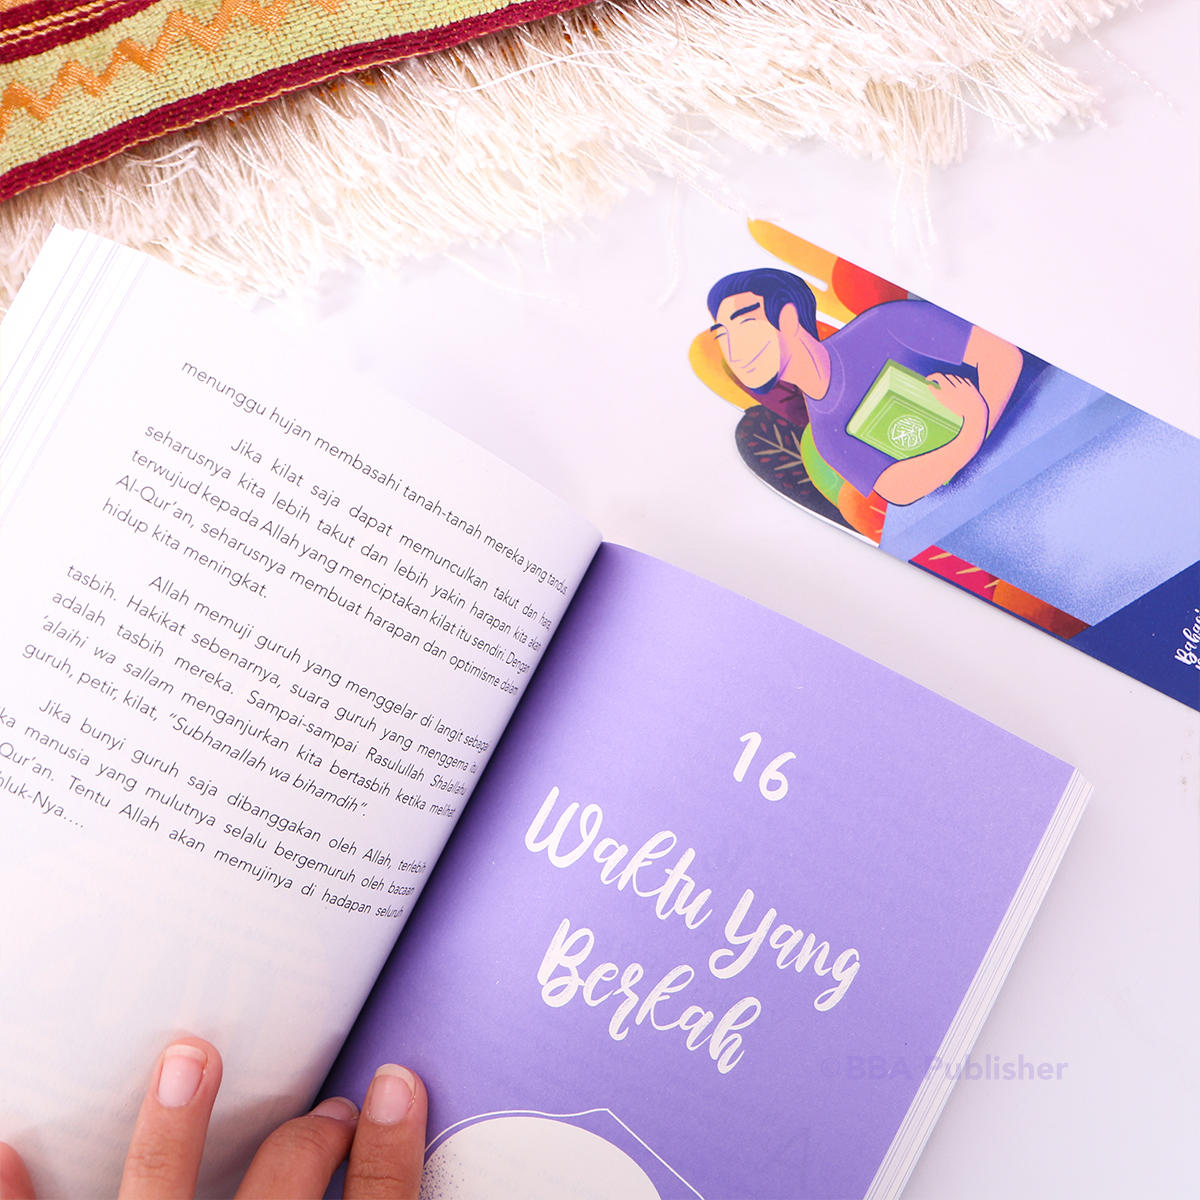 menunggu hujan membasahi tanah-tanah mereka yang tandus
Jika kilat saja dapat memunculkan takut dan hara,
seharusnya kita lebih takut dan lebih yakin harapan kita akan
terwujud kepada Allah yang menciptakan kilat itu sendiri. Dengan
Al-Qur'an, seharusnya membuat harapan dan optimisme dalam
hidup kita meningkat.
Allah memuji guruh yang menggelar di langit sebagai
tasbih. Hakikat sebenarnya, suara guruh yang menggema itu
adalah tasbih mereka. Sampai-sampai Rasulullah Shalallahu
'alaihi wa sallam menganjurkan kita bertasbih ketika melihat
guruh, petir, kilat, "Subhanallah wa bihamdih".
Jika bunyi guruh saja dibanggakan oleh Allah, terlebih
manusia yang mulutnya selalu bergemuruh oleh bacaan
Qur'an. Tentu Allah akan memujinya di hadapan seluruh
hluk-Nya....
16
Waktu Yang
Berkah
BBA Publisher